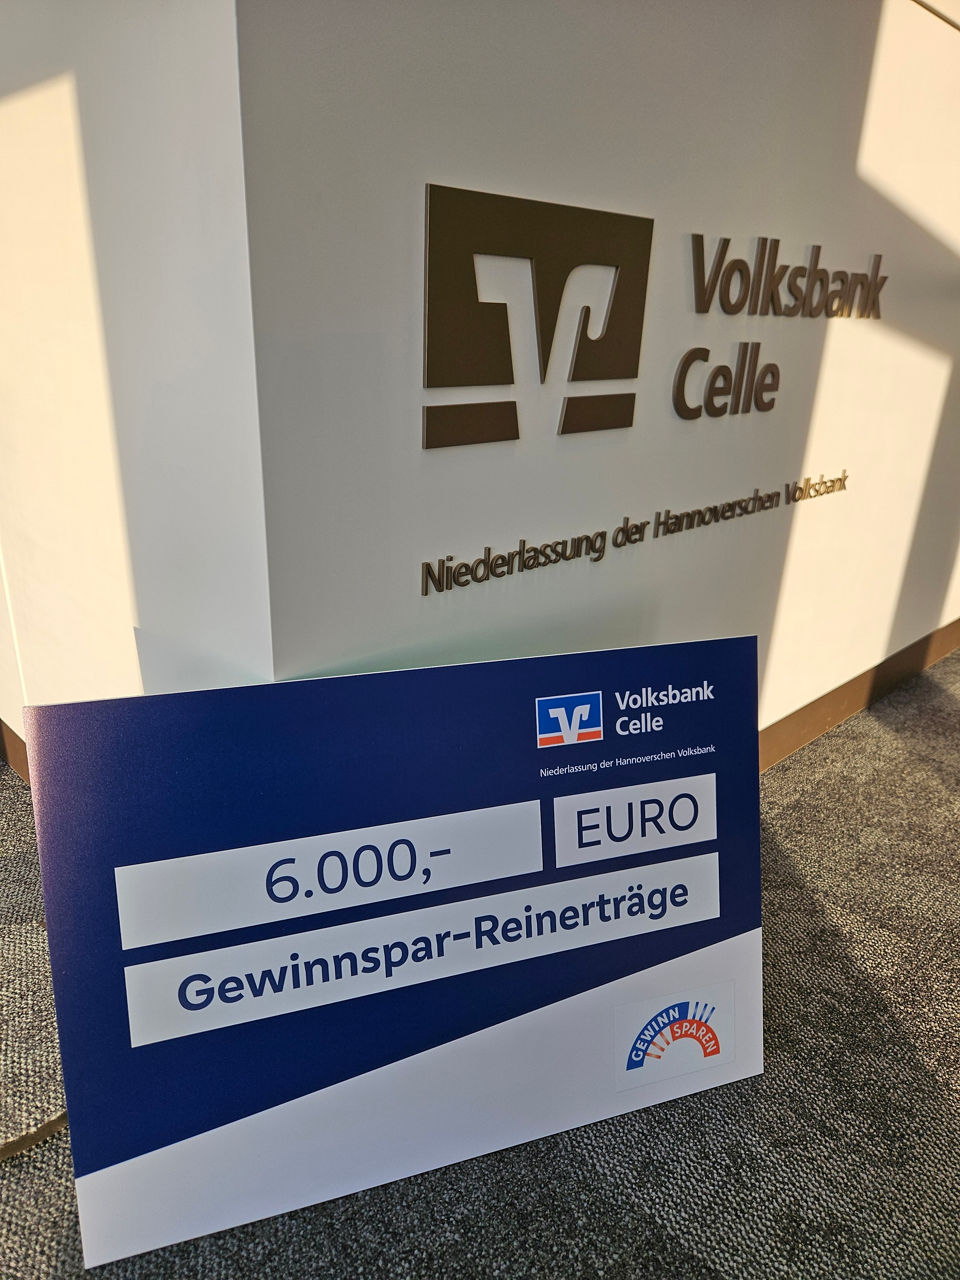 Volksbank
Celle
Niederlassung der Hannoverschen Volksbank
Volksbank
Celle
Niederlassung der Hannoverschen Volksbank
6.000,- EURO
Gewinnspar-Reinerträge
GEWINN
SPAREN